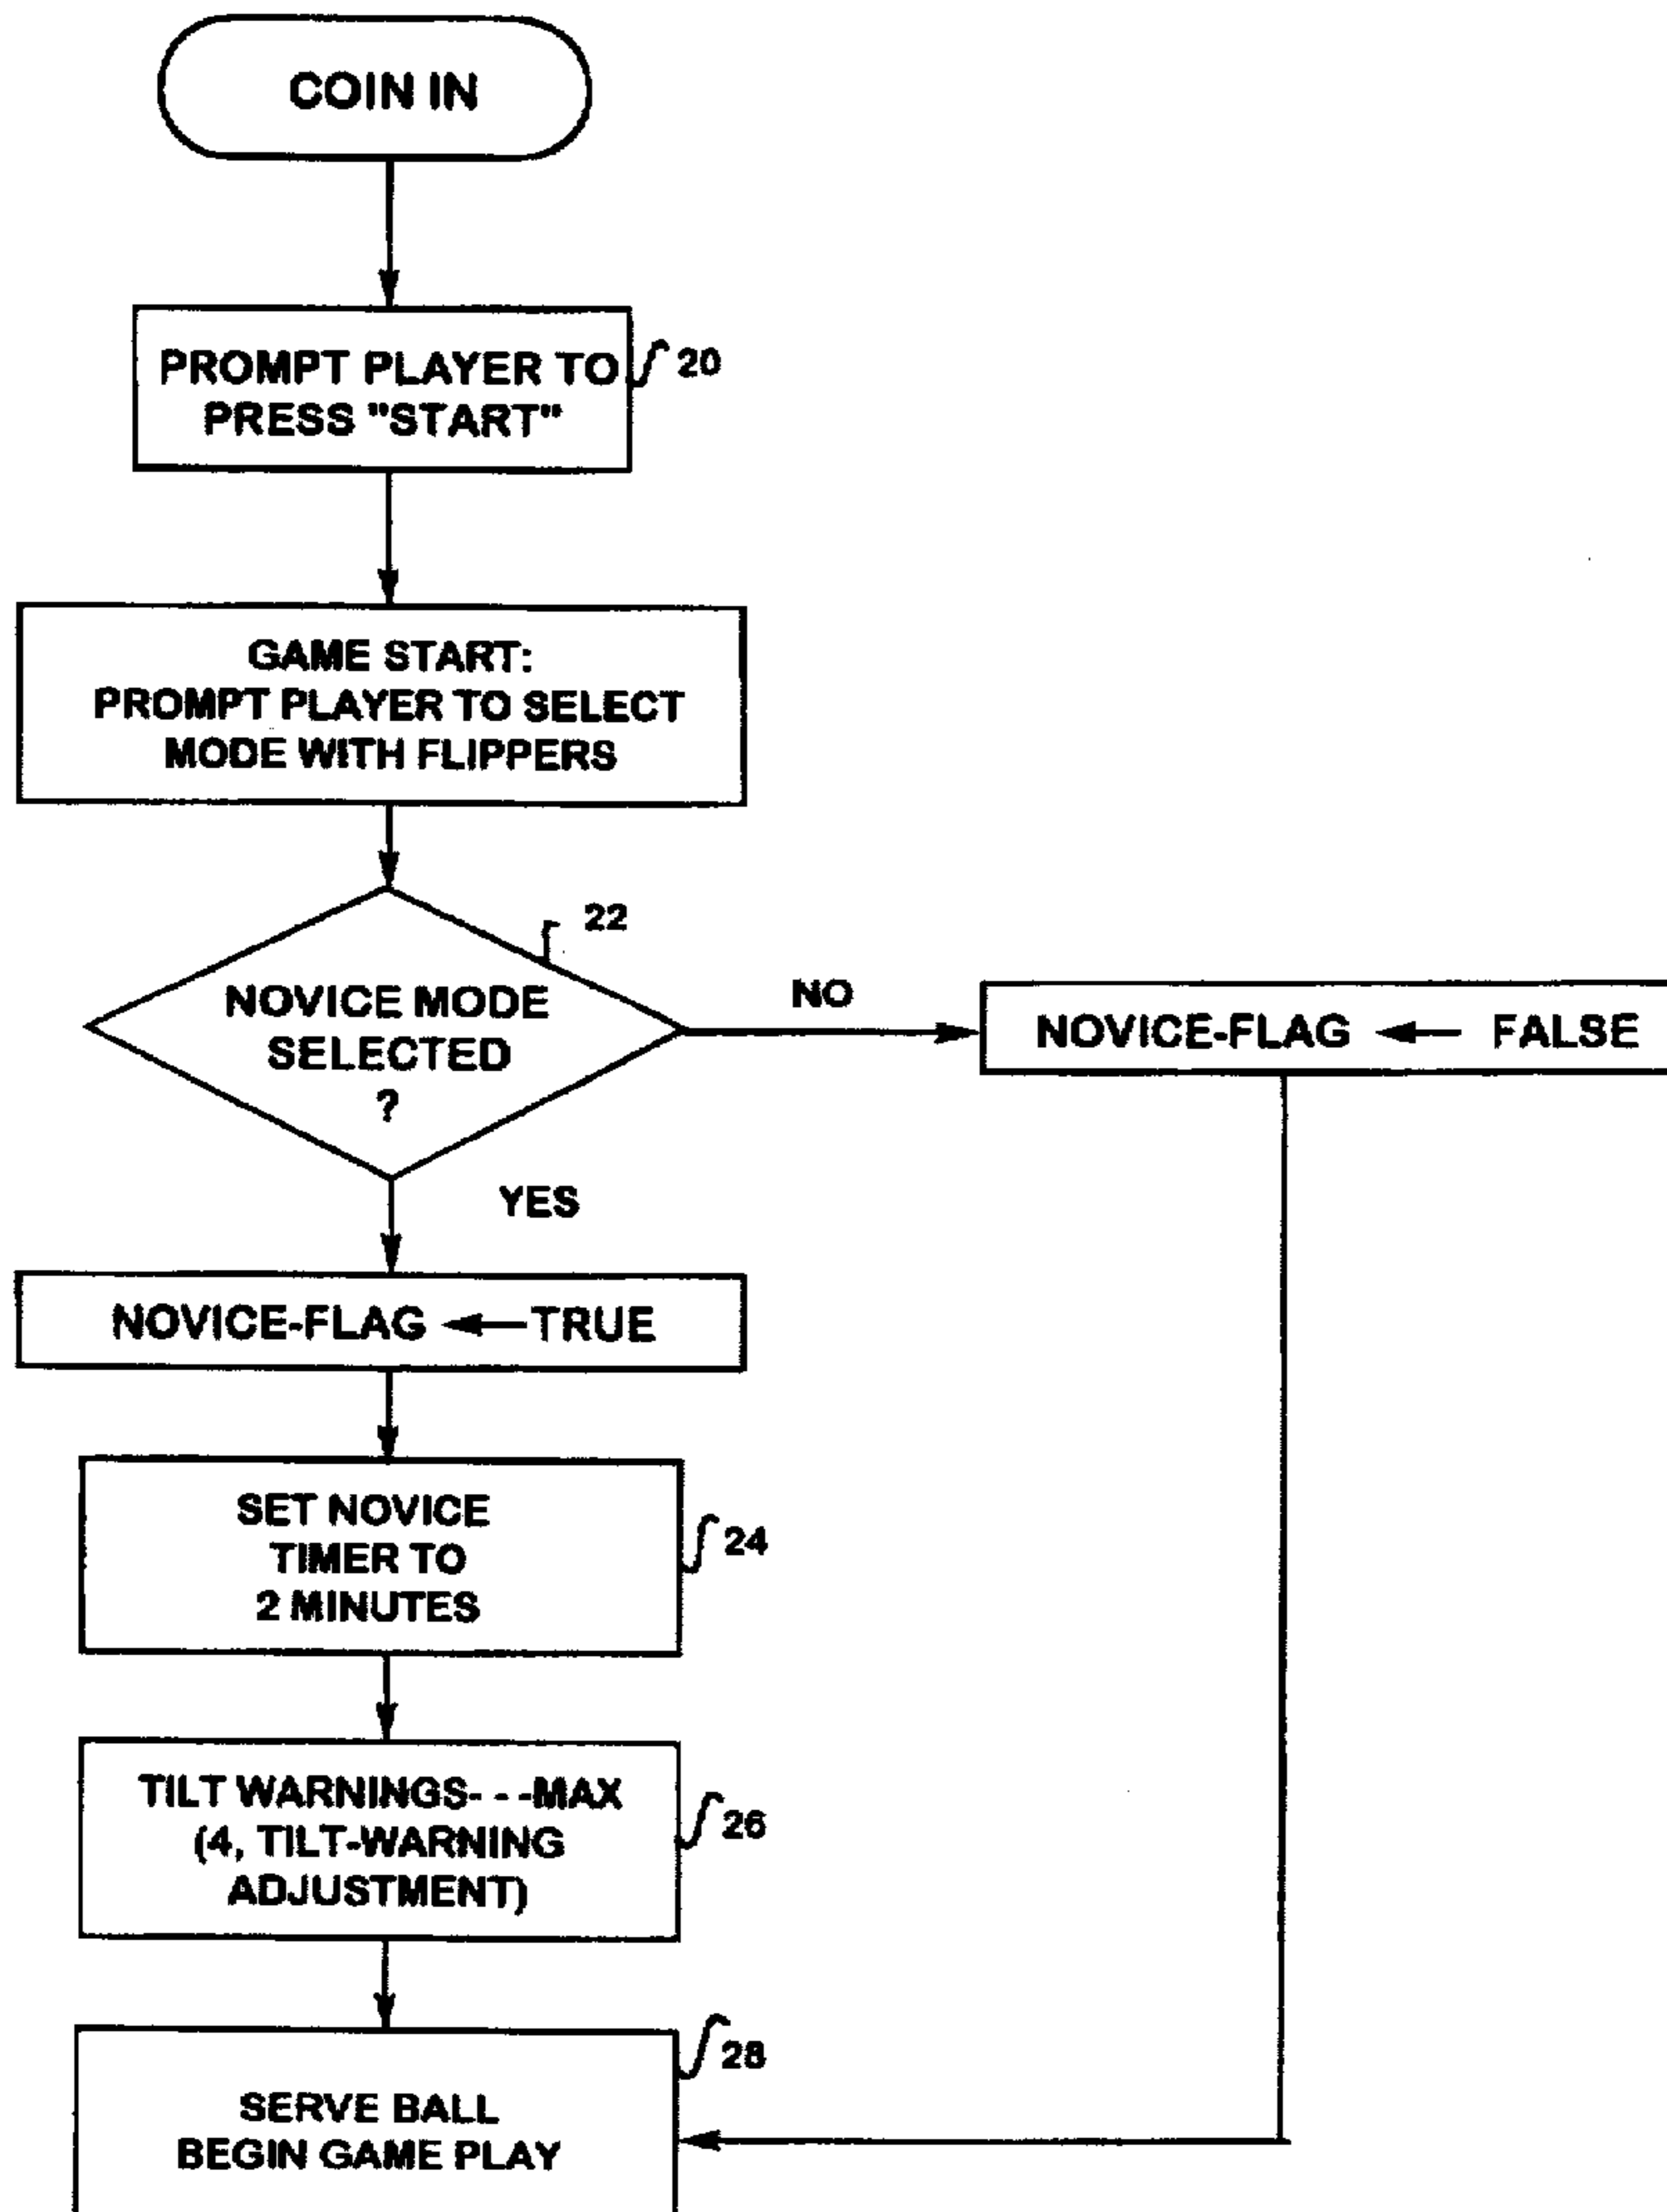 COIN IN
PROMPT PLAYER TO
PRESS "START"
20
GAME START:
PROMPT PLAYER TO SELECT
MODE WITH FLIPPERS
22
NOVICE MODE
SELECTED
?
NO
NOVICE-FLAG ← FALSE
YES
NOVICE-FLAG ← TRUE
SET NOVICE
TIMER TO
2 MINUTES
24
TILT WARNINGS- - -MAX
(4, TILT-WARNING
ADJUSTMENT)
26
28
SERVE BALL
BEGIN GAME PLAY